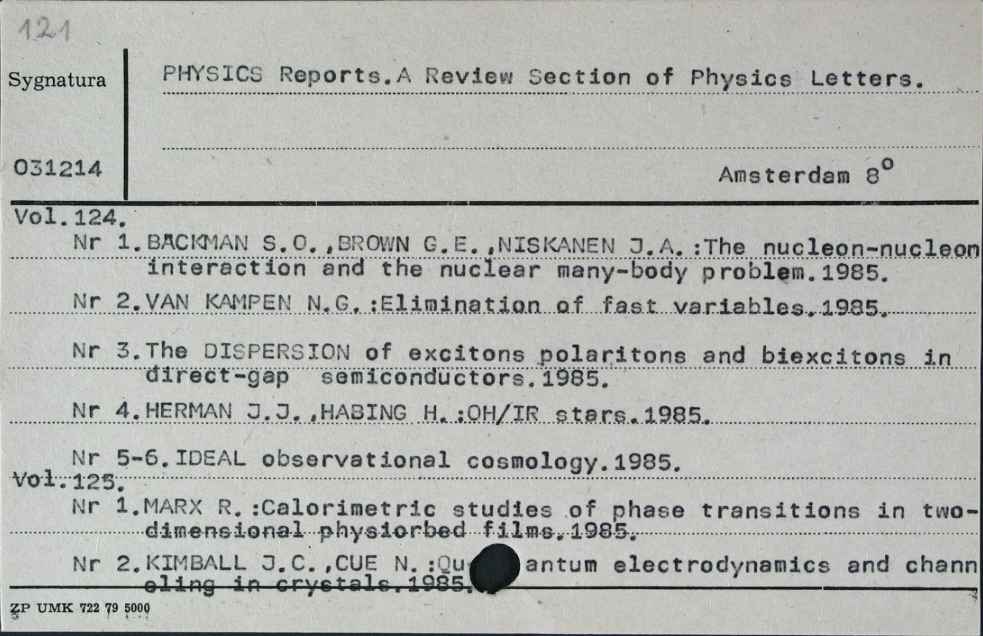 121
Sygnatura
PHYSICS Reports.A Review Section of Physics Letters.
031214
Amsterdam 8º
Vol.124.
Nr 1.BACKMAN S.O.,BROWN G.E.,NISKANEN J.A.:The nucleon-nucleon
interaction and the nuclear many-body problem.1985.
Nr 2.VAN KAMPEN N.G.:Elimination of fast variables.1985.
Nr 3.The DISPERSION of excitons polaritons and biexcitons in
direct-gap semiconductors.1985.
Nr 4.HERMAN J.J.,HABING H.:OH/IR stars.1985.
Nr 5-6.IDEAL observational cosmology.1985.
Vol.125.
Nr 1.MARX R.:Calorimetric studies of phase transitions in two-
dimensional physiorbed films.1985.
Nr 2.KIMBALL J.C.,CUE N.:Qu antum electrodynamics and chann
eling in crystals.1985.
ZP UMK 722 79 5000